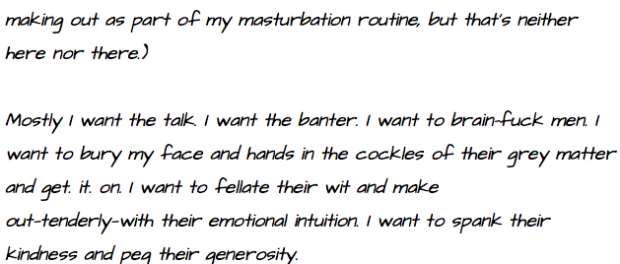 making out as part of my masturbation routine, but that's neither
here nor there.)
Mostly I want the talk. I want the banter. I want to brain-fuck men. I
want to bury my face and hands in the cockles of their grey matter
and get. it. on. I want to fellate their wit and make
out-tenderly-with their emotional intuition. I want to spank their
kindness and peg their generosity.